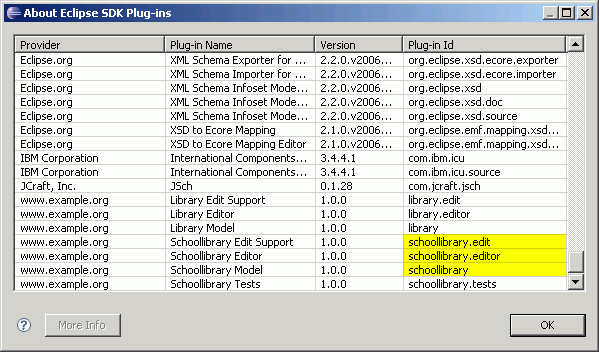 About Eclipse SDK Plug-ins
Provider Plug-in Name Version Plug-in Id
Eclipse.org XML Schema Exporter for ... 2.2.0.v2006... org.eclipse.xsd.ecore.exporter
Eclipse.org XML Schema Importer for ... 2.2.0.v2006... org.eclipse.xsd.ecore.importer
Eclipse.org XML Schema Infoset Mode... 2.2.0.v2006... org.eclipse.xsd
Eclipse.org XML Schema Infoset Mode... 2.2.0.v2006... org.eclipse.xsd.doc
Eclipse.org XML Schema Infoset Mode... 2.2.0.v2006... org.eclipse.xsd.source
Eclipse.org XSD to Ecore Mapping 2.1.0.v2006... org.eclipse.emf.mapping.xsd...
Eclipse.org XSD to Ecore Mapping Editor 2.1.0.v2006... org.eclipse.emf.mapping.xsd...
IBM Corporation International Components... 3.4.4.1 com.ibm.icu
IBM Corporation International Components... 3.4.4.1 com.ibm.icu.source
JCraft, Inc. JSch 0.1.28 com.jcraft.jsch
www.example.org Library Edit Support 1.0.0 library.edit
www.example.org Library Editor 1.0.0 library.editor
www.example.org Library Model 1.0.0 library
www.example.org Schoollibrary Edit Support 1.0.0 schoollibrary.edit
www.example.org Schoollibrary Editor 1.0.0 schoollibrary.editor
www.example.org Schoollibrary Model 1.0.0 schoollibrary
www.example.org Schoollibrary Tests 1.0.0 schoollibrary.tests
? More Info OK